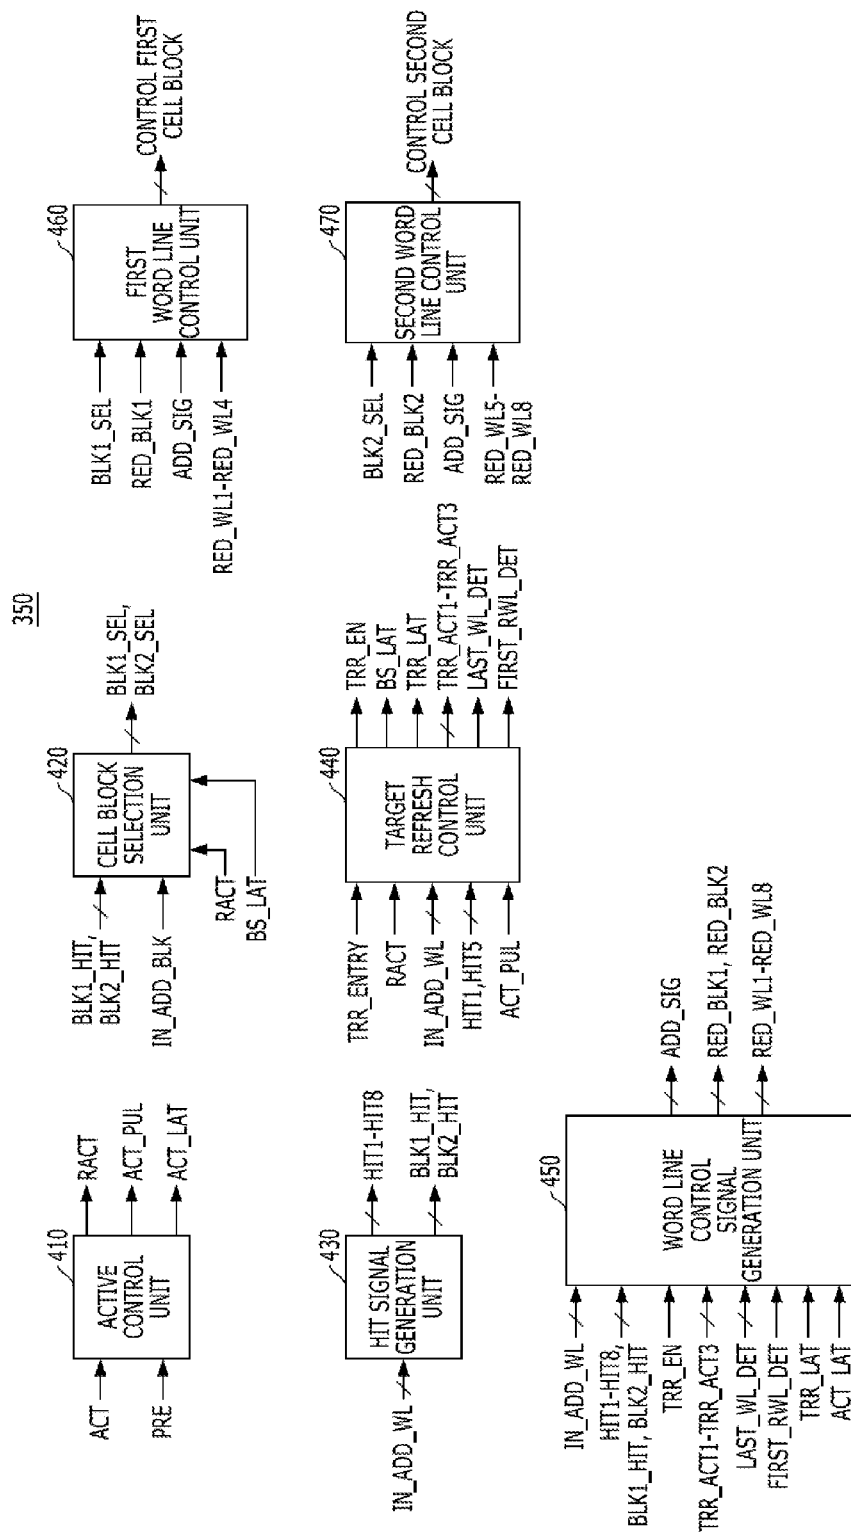 350
410
ACT
PRE
ACTIVE
CONTROL
UNIT
RACT
ACT_PUL
ACT_LAT
420
BLK1_HIT,
BLK2_HIT
IN_ADD_BLK
CELL BLOCK
SELECTION
UNIT
RACT
BS_LAT
BLK1_SEL,
BLK2_SEL
460
BLK1_SEL
RED_BLK1
ADD_SIG
RED_WL1-RED_WL4
FIRST
WORD LINE
CONTROL UNIT
CONTROL FIRST
CELL BLOCK
430
IN_ADD_WL
HIT SIGNAL
GENERATION
UNIT
HIT1-HIT8
BLK1_HIT,
BLK2_HIT
440
TRR_ENTRY
RACT
IN_ADD_WL
HIT1,HIT5
ACT_PUL
TARGET
REFRESH
CONTROL
UNIT
TRR_EN
BS_LAT
TRR_LAT
TRR_ACT1-TRR_ACT3
LAST_WL_DET
FIRST_RWL_DET
470
BLK2_SEL
RED_BLK2
ADD_SIG
RED_WL5-
RED_WL8
SECOND WORD
LINE CONTROL
UNIT
CONTROL SECOND
CELL BLOCK
450
IN_ADD_WL
HIT1-HIT8,
BLK1_HIT, BLK2_HIT
TRR_EN
TRR_ACT1-TRR_ACT3
LAST_WL_DET
FIRST_RWL_DET
TRR_LAT
ACT_LAT
WORD LINE
CONTROL
SIGNAL
GENERATION UNIT
ADD_SIG
RED_BLK1, RED_BLK2
RED_WL1-RED_WL8